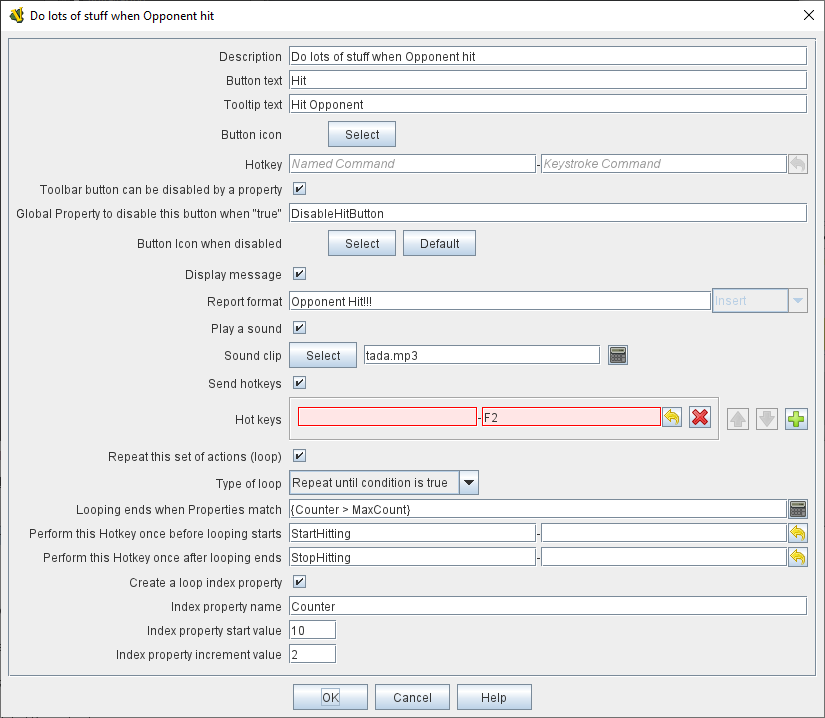 Do lots of stuff when Opponent hit
Description Do lots of stuff when Opponent hit
Button text Hit
Tooltip text Hit Opponent
Button icon Select
Hotkey Named Command - Keystroke Command
Toolbar button can be disabled by a property
Global Property to disable this button when "true" DisableHitButton
Button Icon when disabled Select Default
Display message
Report format Opponent Hit!!! Insert
Play a sound
Sound clip Select tada.mp3
Send hotkeys
Hot keys - F2
Repeat this set of actions (loop)
Type of loop Repeat until condition is true
Looping ends when Properties match {Counter > MaxCount}
Perform this Hotkey once before looping starts StartHitting -
Perform this Hotkey once after looping ends StopHitting -
Create a loop index property
Index property name Counter
Index property start value 10
Index property increment value 2
OK Cancel Help